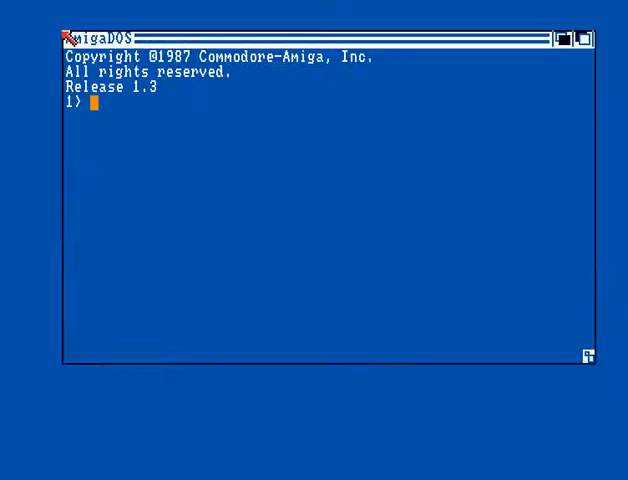 AmigaDOS
Copyright @1987 Commodore-Amiga, Inc.
All rights reserved.
Release 1.3
1>